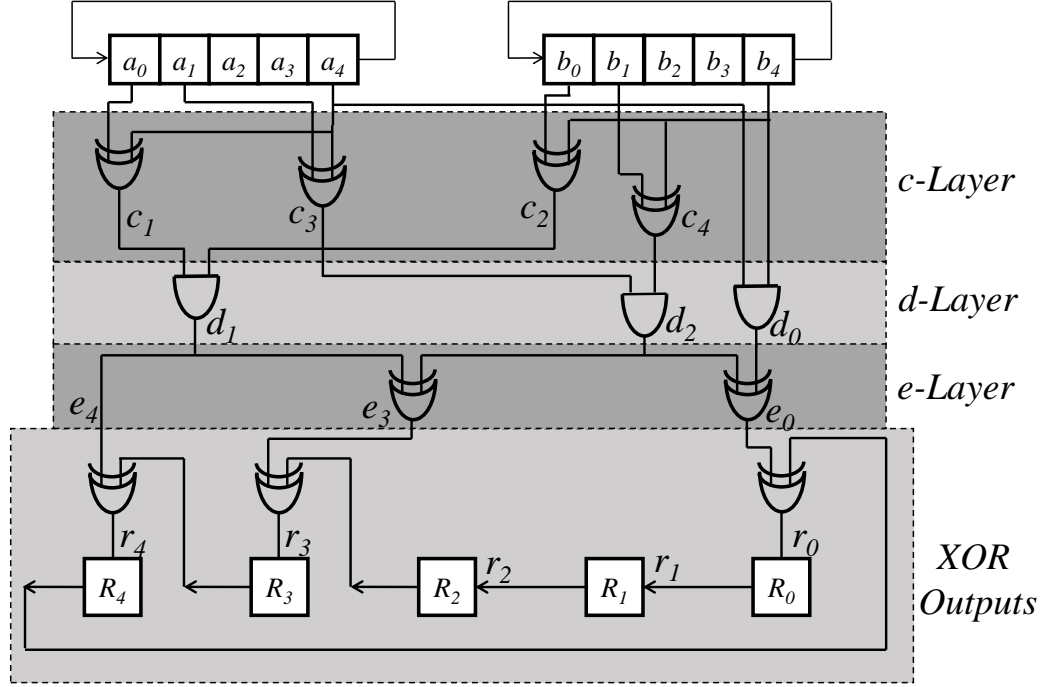 a0 a1 a2 a3 a4 b0 b1 b2 b3 b4
c-Layer
c1 c3 c2 c4
d-Layer
d1 d2 d0
e-Layer
e4 e3 e0
r4 r3 r2 r1 r0
R4 R3 R2 R1 R0
XOR
Outputs